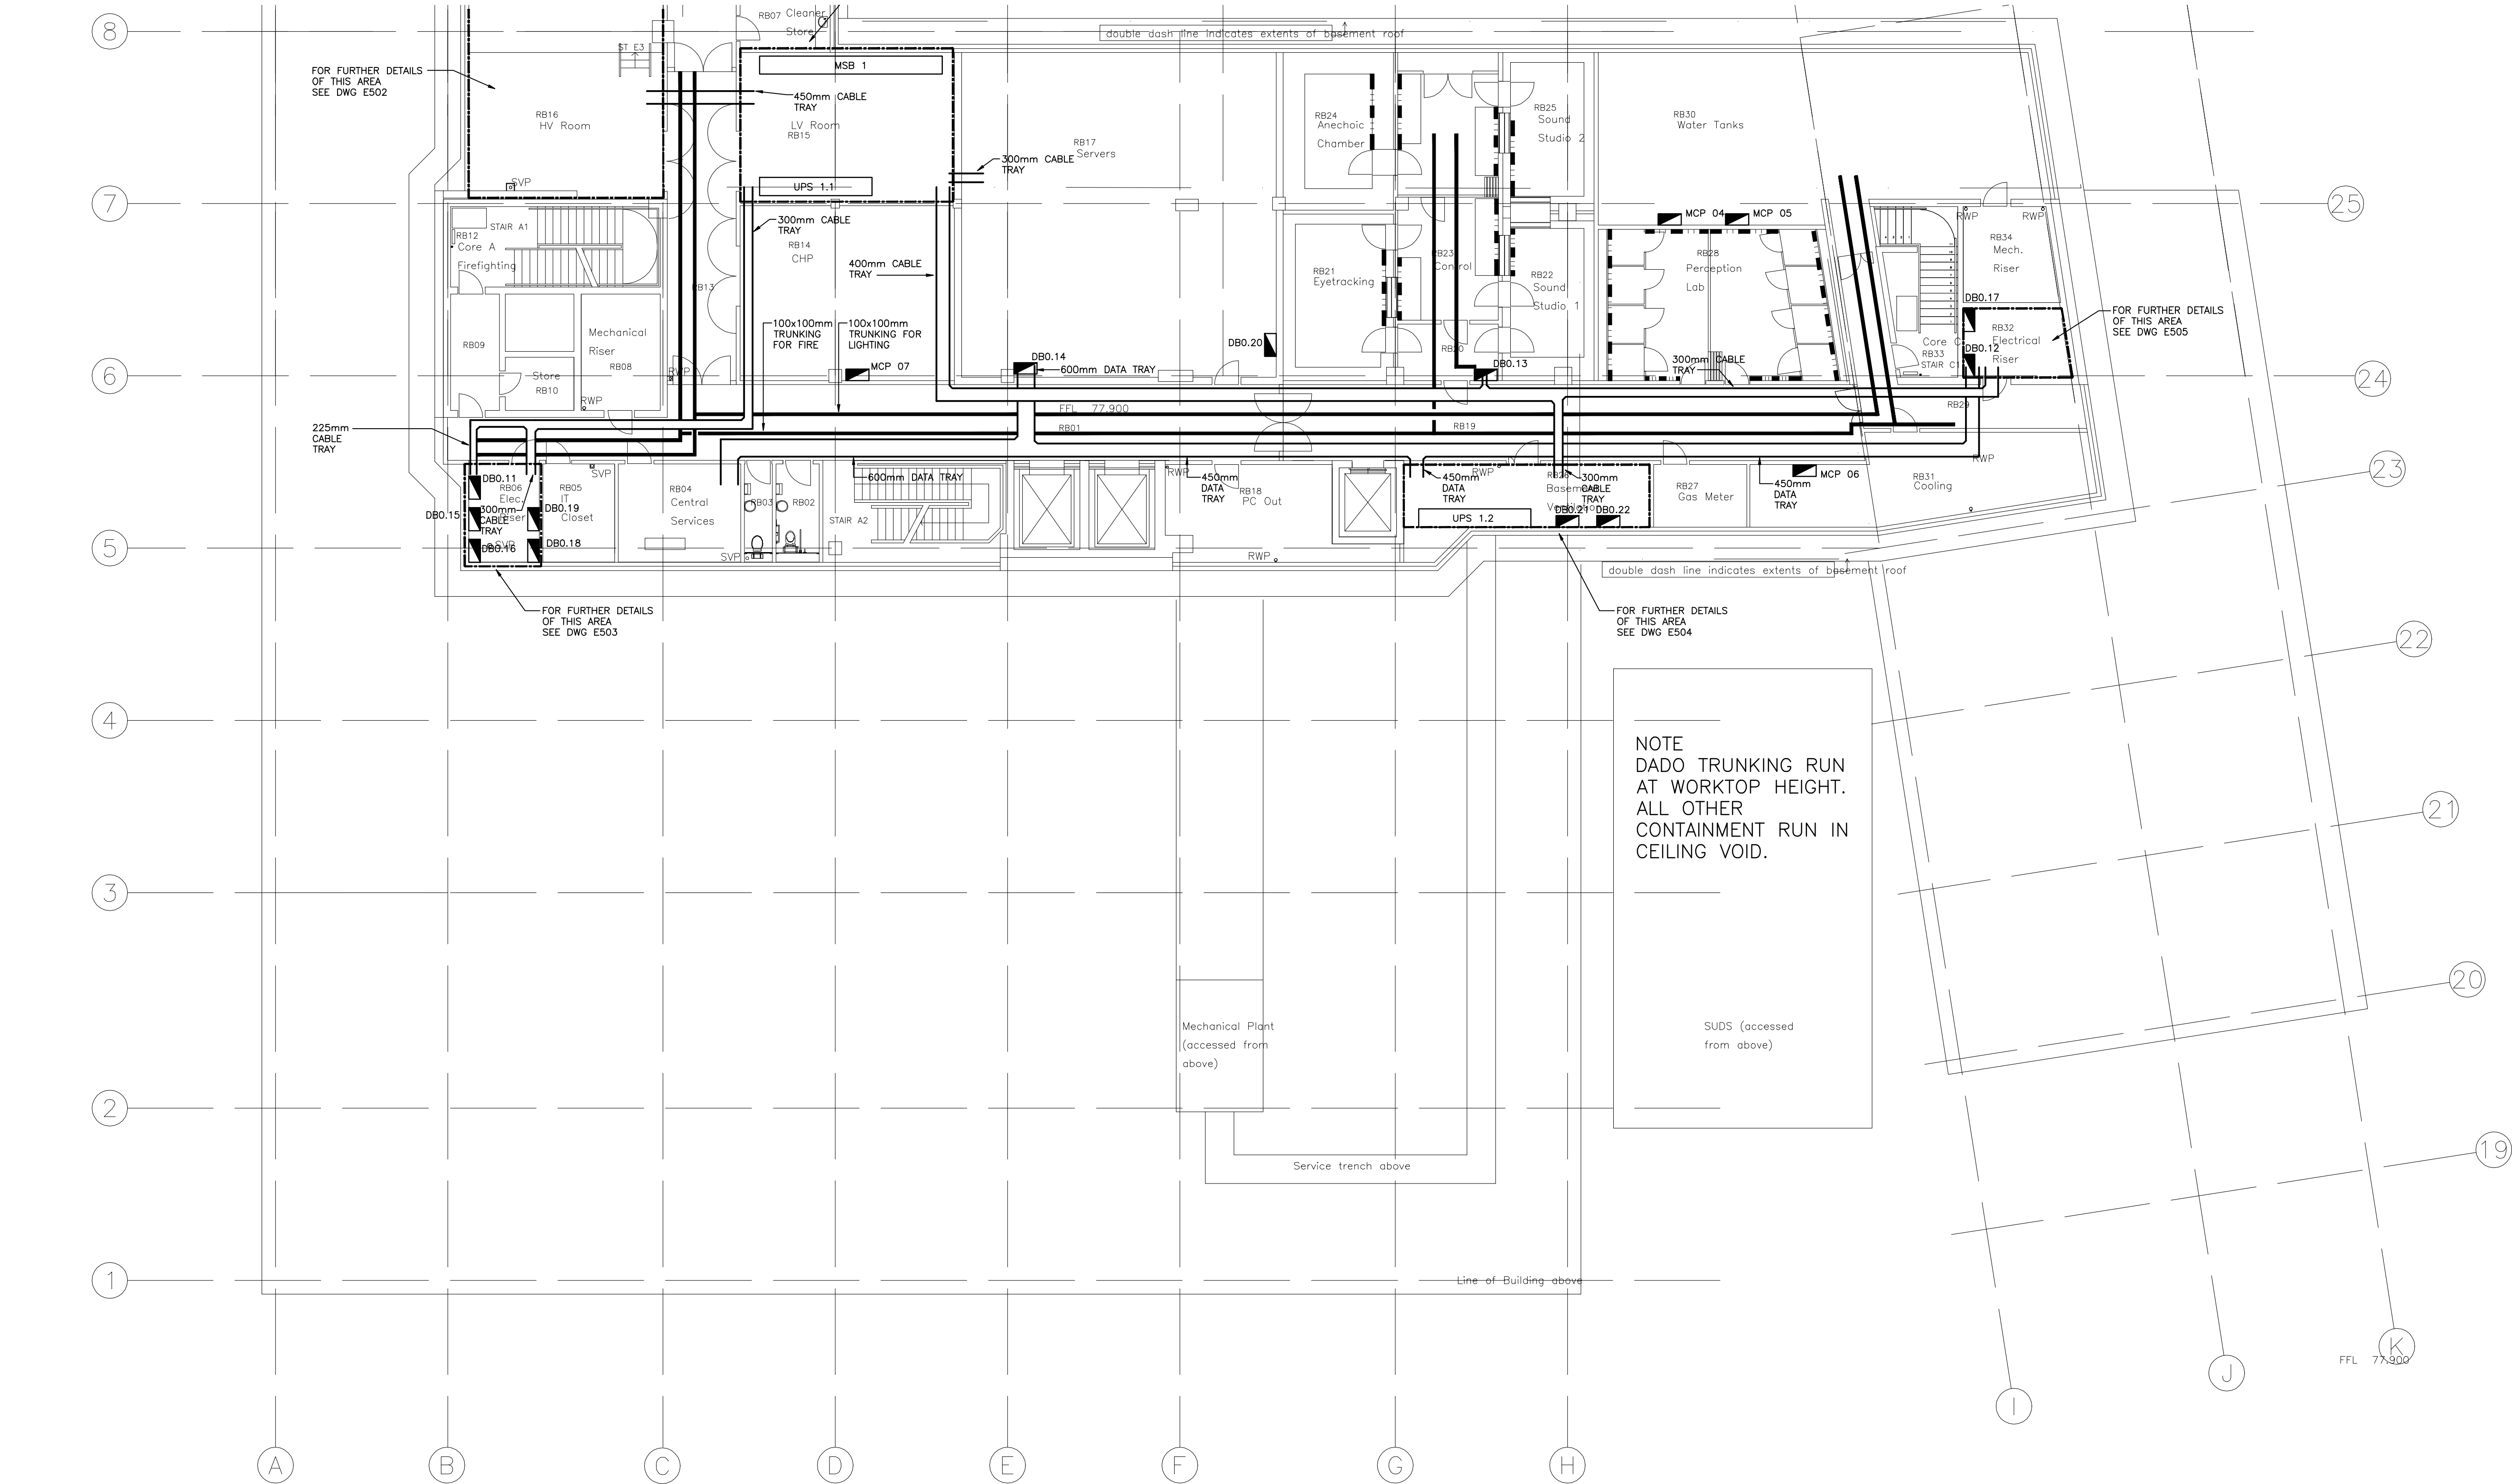 8
RB07
Cleaner
Store
double dash line indicates extents of basement roof
ST E3
FOR FURTHER DETAILS
OF THIS AREA
SEE DWG E502
MSB 1
450mm CABLE
TRAY
RB16
HV Room
LV Room
RB15
RB17
Servers
300mm CABLE
TRAY
RB24
Anechoic
Chamber
RB25
Sound
Studio 2
RB30
Water Tanks
SVP
UPS 1.1
7
25
300mm CABLE
TRAY
MCP 04
MCP 05
RWP
RWP
STAIR A1
RB12
Core A
Firefighting
RB14
CHP
400mm CABLE
TRAY
RB13
RB21
Eyetracking
RB23
Control
RB22
Sound
Studio 1
RB28
Perception
Lab
RB34
Mech.
Riser
DB0.17
FOR FURTHER DETAILS
OF THIS AREA
SEE DWG E505
RB32
Electrical
Riser
Core C
DB0.12
RB33
STAIR C1
RB09
Mechanical
Riser
RB08
Store
RB10
RWP
RWP
100x100mm
TRUNKING
FOR FIRE
100x100mm
TRUNKING FOR
LIGHTING
MCP 07
DB0.14
600mm DATA TRAY
DB0.20
RB20
DB0.13
300mm CABLE
TRAY
6
24
FFL 77.900
RB01
RB19
RB29
225mm
CABLE
TRAY
SVP
DB0.11
RB06
Elec.
Riser
DB0.15
300mm
CABLE
TRAY
DB0.16
SVP
RB05
IT
Closet
DB0.19
DB0.18
RB04
Central
Services
SVP
RB03
RB02
STAIR A2
600mm DATA TRAY
RWP
450mm
DATA
TRAY
RB18
PC Out
RWP
450mm
DATA
TRAY
RWP
UPS 1.2
RB26
Basement
Ventilation
300mm
CABLE
TRAY
DB0.21
DB0.22
RB27
Gas Meter
450mm
DATA
TRAY
MCP 06
RB31
Cooling
RWP
23
5
double dash line indicates extents of basement roof
FOR FURTHER DETAILS
OF THIS AREA
SEE DWG E503
FOR FURTHER DETAILS
OF THIS AREA
SEE DWG E504
22
4
NOTE
DADO TRUNKING RUN
AT WORKTOP HEIGHT.
ALL OTHER
CONTAINMENT RUN IN
CEILING VOID.
21
3
20
Mechanical Plant
(accessed from
above)
SUDS (accessed
from above)
2
19
Service trench above
1
Line of Building above
K
FFL 77.900
J
I
A
B
C
D
E
F
G
H